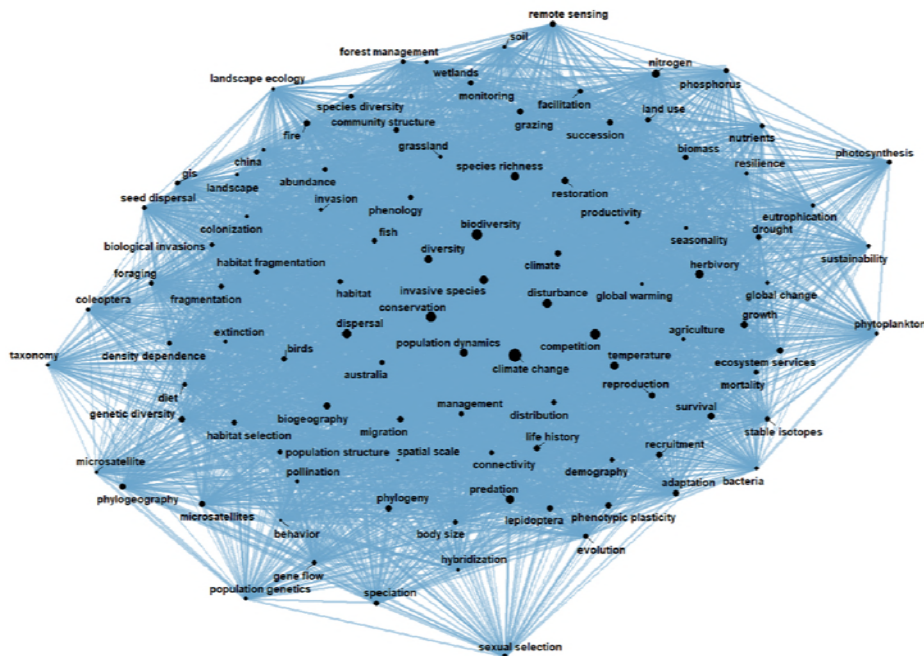 remote sensing
soil
forest management
wetlands
nitrogen
phosphorus
landscape ecology
monitoring
facilitation
species diversity
land use
fire
community structure
grazing
succession
nutrients
china
grassland
biomass
photosynthesis
gis
landscape
abundance
species richness
restoration
resilience
seed dispersal
invasion
phenology
productivity
eutrophication
colonization
biodiversity
drought
biological invasions
fish
diversity
seasonality
sustainability
foraging
habitat fragmentation
climate
herbivory
coleoptera
fragmentation
habitat
invasive species
disturbance
global warming
global change
conservation
growth
phytoplankton
extinction
dispersal
competition
agriculture
taxonomy
density dependence
birds
population dynamics
temperature
ecosystem services
australia
climate change
reproduction
mortality
diet
genetic diversity
biogeography
management
distribution
survival
habitat selection
migration
life history
stable isotopes
microsatellite
population structure
spatial scale
connectivity
recruitment
pollination
demography
bacteria
phylogeography
phylogeny
predation
adaptation
microsatellites
lepidoptera
phenotypic plasticity
behavior
body size
evolution
gene flow
hybridization
population genetics
speciation
sexual selection